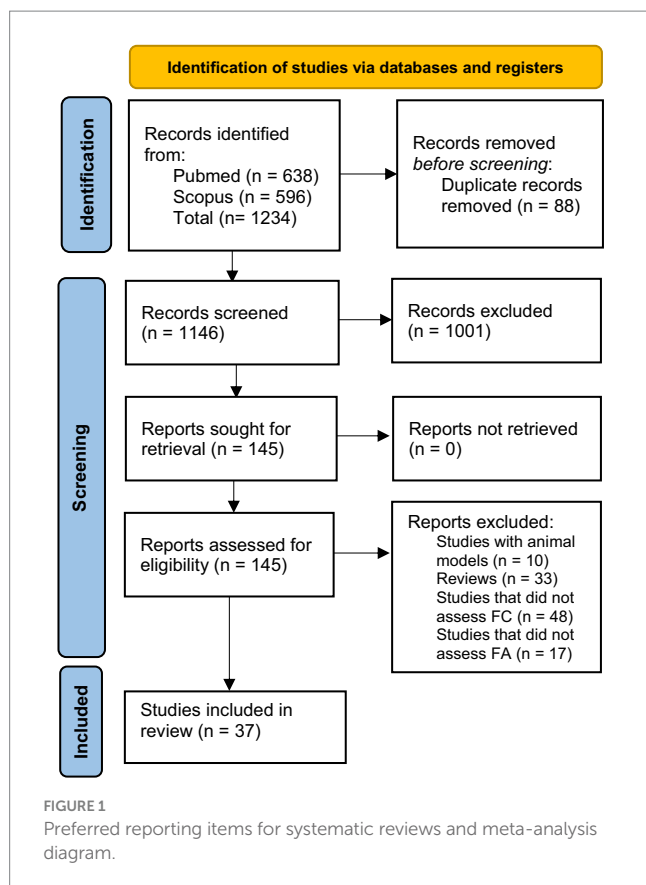 Identification of studies via databases and registers
Identification
Records identified
from:
Pubmed (n = 638)
Scopus (n = 596)
Total (n= 1234)
Records removed
before screening:
Duplicate records
removed (n = 88)
Screening
Records screened
(n = 1146)
Records excluded
(n = 1001)
Reports sought for
retrieval (n = 145)
Reports not retrieved
(n = 0)
Reports assessed for
eligibility (n = 145)
Reports excluded:
Studies with animal
models (n = 10)
Reviews (n = 33)
Studies that did not
assess FC (n = 48)
Studies that did not
assess FA (n = 17)
Included
Studies included in
review (n = 37)
FIGURE 1
Preferred reporting items for systematic reviews and meta-analysis
diagram.